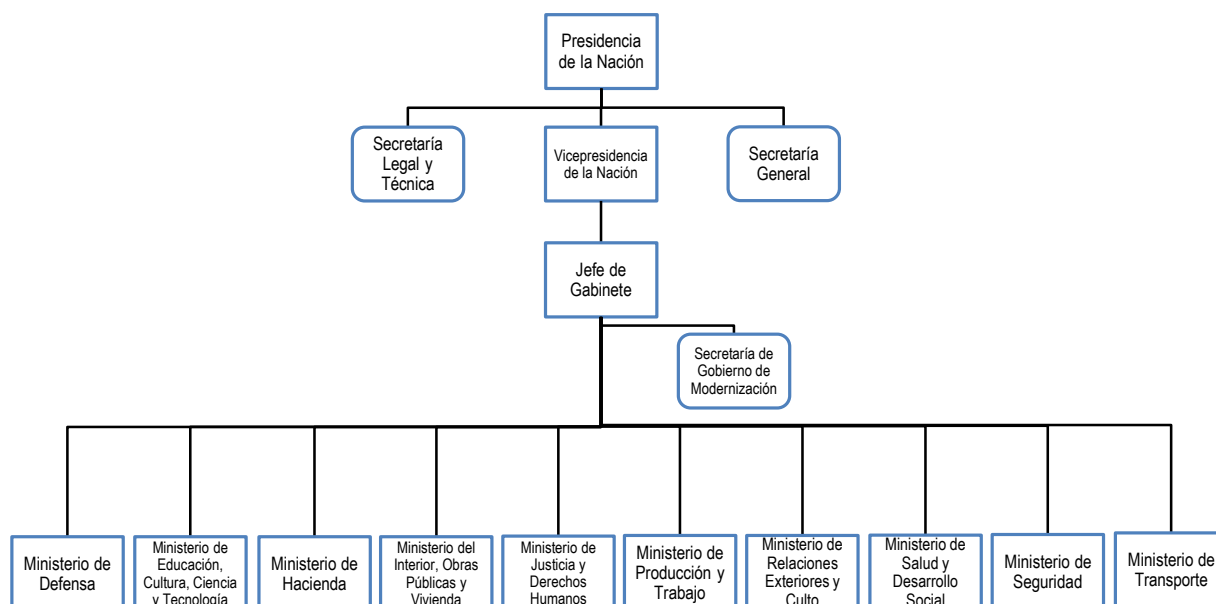 Presidencia
de la Nación
Secretaría
Legal y
Técnica
Vicepresidencia
de la Nación
Secretaría
General
Jefe de
Gabinete
Secretaría de
Gobierno de
Modernización
Ministerio de
Defensa
Ministerio de
Educación,
Cultura, Ciencia
y Tecnología
Ministerio de
Hacienda
Ministerio del
Interior, Obras
Públicas y
Vivienda
Ministerio de
Justicia y
Derechos
Humanos
Ministerio de
Producción y
Trabajo
Ministerio de
Relaciones
Exteriores y
Culto
Ministerio de
Salud y
Desarrollo
Social
Ministerio de
Seguridad
Ministerio de
Transporte